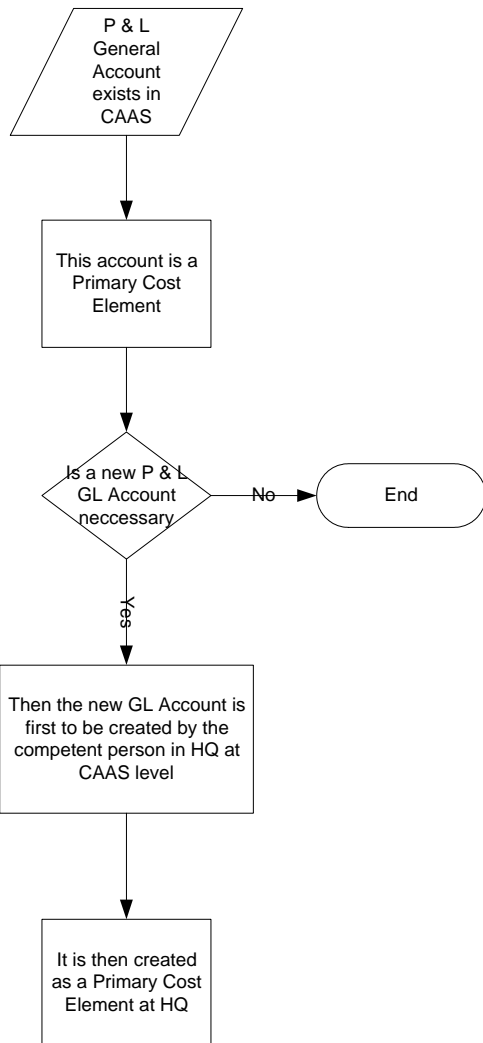 P & L
General
Account
exists in
CAAS
This account is a
Primary Cost
Element
Is a new P & L
GL Account
neccessary
No
End
Yes
Then the new GL Account is
first to be created by the
competent person in HQ at
CAAS level
It is then created
as a Primary Cost
Element at HQ